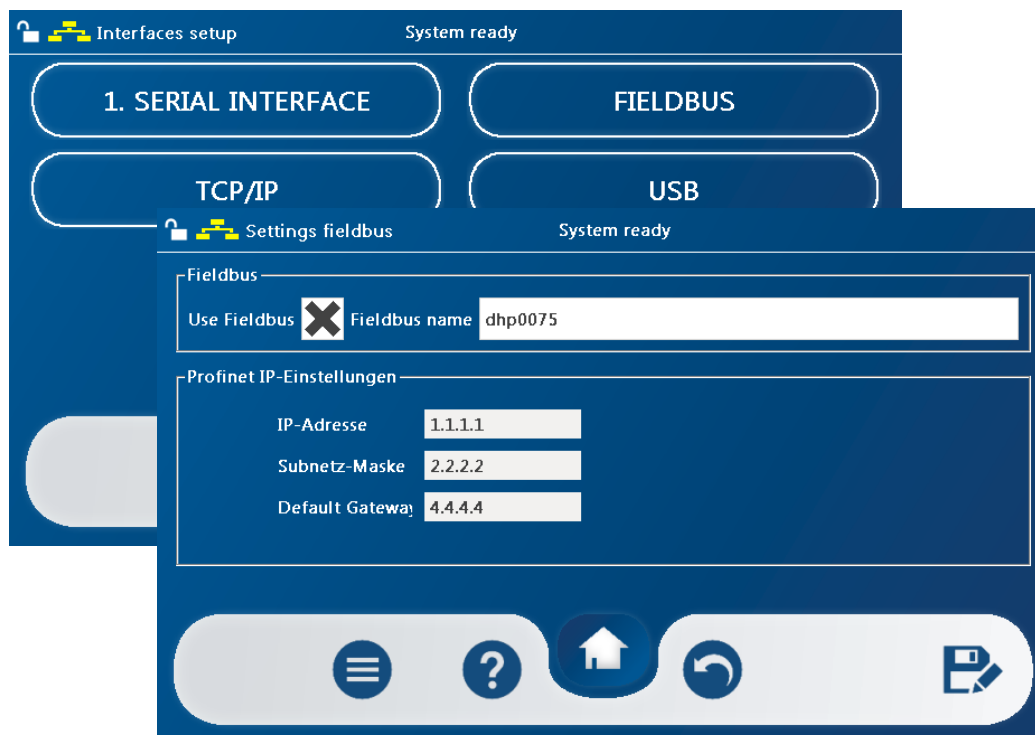 Interfaces setup System ready
1. SERIAL INTERFACE FIELDBUS
TCP/IP USB
Settings fieldbus System ready
Fieldbus
Use Fieldbus Fieldbus name dhp0075
Profinet IP-Einstellungen
IP-Adresse 1.1.1.1
Subnetz-Maske 2.2.2.2
Default Gateway 4.4.4.4
?